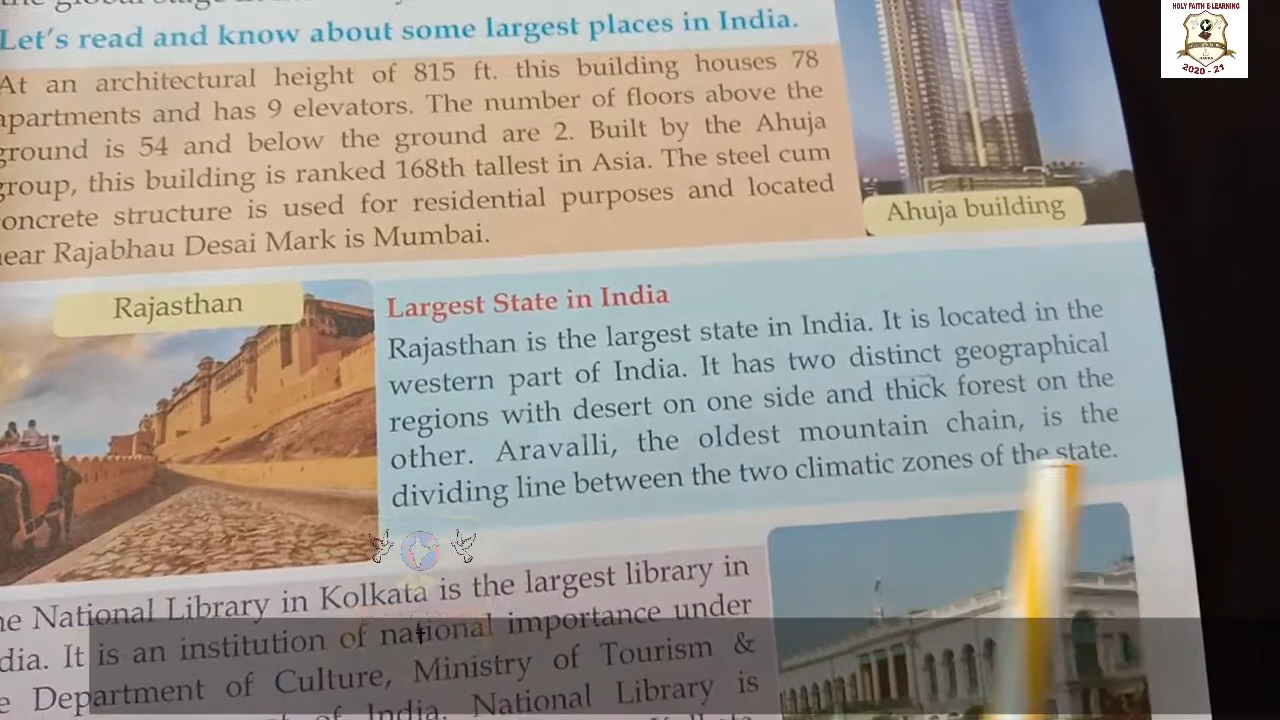 the global stage in
Let's read and know about some largest places in India.
At an architectural height of 815 ft. this building houses 78
apartments and has 9 elevators. The number of floors above the
ground is 54 and below the ground are 2. Built by the Ahuja
group, this building is ranked 168th tallest in Asia. The steel cum
concrete structure is used for residential purposes and located
near Rajabhau Desai Mark is Mumbai.
Ahuja building
Rajasthan
Largest State in India
Rajasthan is the largest state in India. It is located in the
western part of India. It has two distinct geographical
regions with desert on one side and thick forest on the
other. Aravalli, the oldest mountain chain, is the
dividing line between the two climatic zones of the state.
The National Library in Kolkata is the largest library in
India. It is an institution of national importance under
the Department of Culture, Ministry of Tourism &
of India. National Library is
HOLY FAITH E-LEARNING
2020 - 21